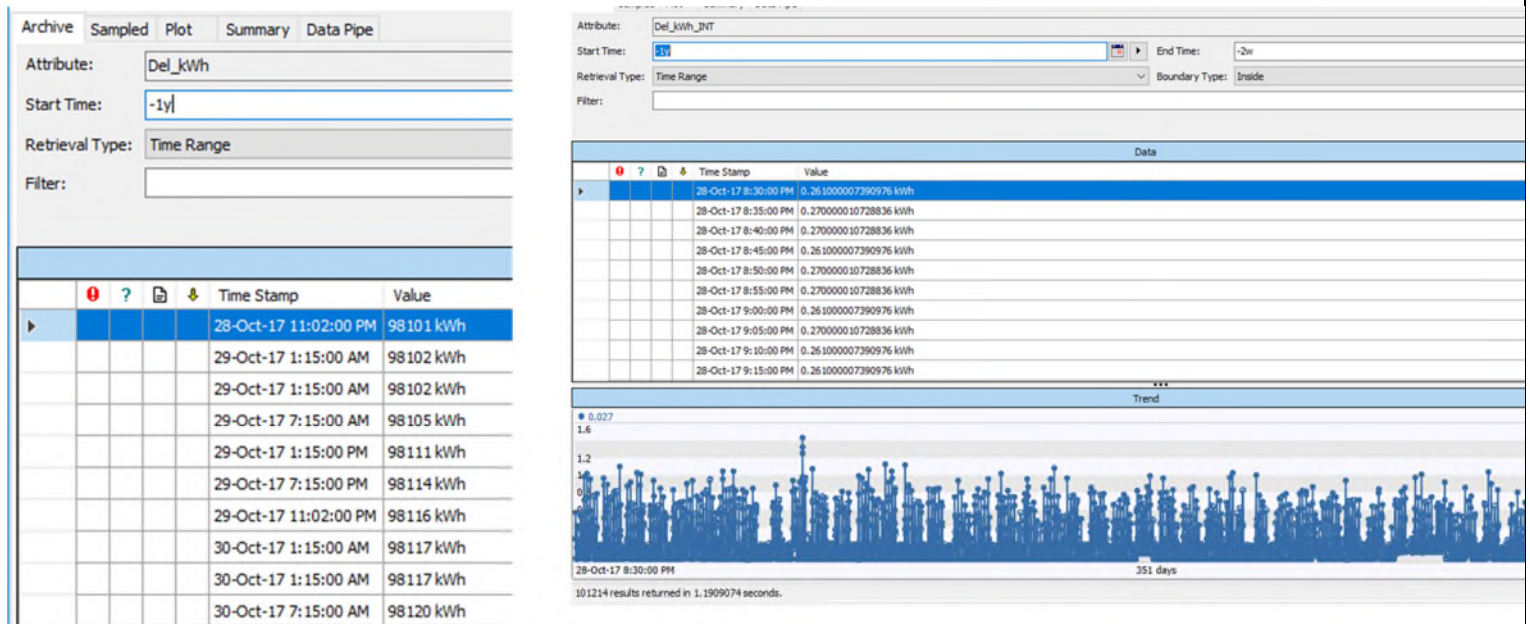 Archive Sampled Plot Summary Data Pipe
Attribute: Del_kWh
Start Time: -1y
Retrieval Type: Time Range
Filter:
! ? Time Stamp Value
28-Oct-17 11:02:00 PM 98101 kWh
29-Oct-17 1:15:00 AM 98102 kWh
29-Oct-17 1:15:00 AM 98102 kWh
29-Oct-17 7:15:00 AM 98105 kWh
29-Oct-17 1:15:00 PM 98111 kWh
29-Oct-17 7:15:00 PM 98114 kWh
29-Oct-17 11:02:00 PM 98116 kWh
30-Oct-17 1:15:00 AM 98117 kWh
30-Oct-17 1:15:00 AM 98117 kWh
30-Oct-17 7:15:00 AM 98120 kWh
Attribute: Del_kWh_INT
Start Time: -1y End Time: -2w
Retrieval Type: Time Range Boundary Type: Inside
Filter:
Data
! ? Time Stamp Value
28-Oct-17 8:30:00 PM 0.261000007390976 kWh
28-Oct-17 8:35:00 PM 0.270000010728836 kWh
28-Oct-17 8:40:00 PM 0.270000010728836 kWh
28-Oct-17 8:45:00 PM 0.261000007390976 kWh
28-Oct-17 8:50:00 PM 0.270000010728836 kWh
28-Oct-17 8:55:00 PM 0.270000010728836 kWh
28-Oct-17 9:00:00 PM 0.261000007390976 kWh
28-Oct-17 9:05:00 PM 0.270000010728836 kWh
28-Oct-17 9:10:00 PM 0.261000007390976 kWh
28-Oct-17 9:15:00 PM 0.261000007390976 kWh
Trend
0.027
1.6
1.2
28-Oct-17 8:30:00 PM 351 days
101214 results returned in 1.1909074 seconds.